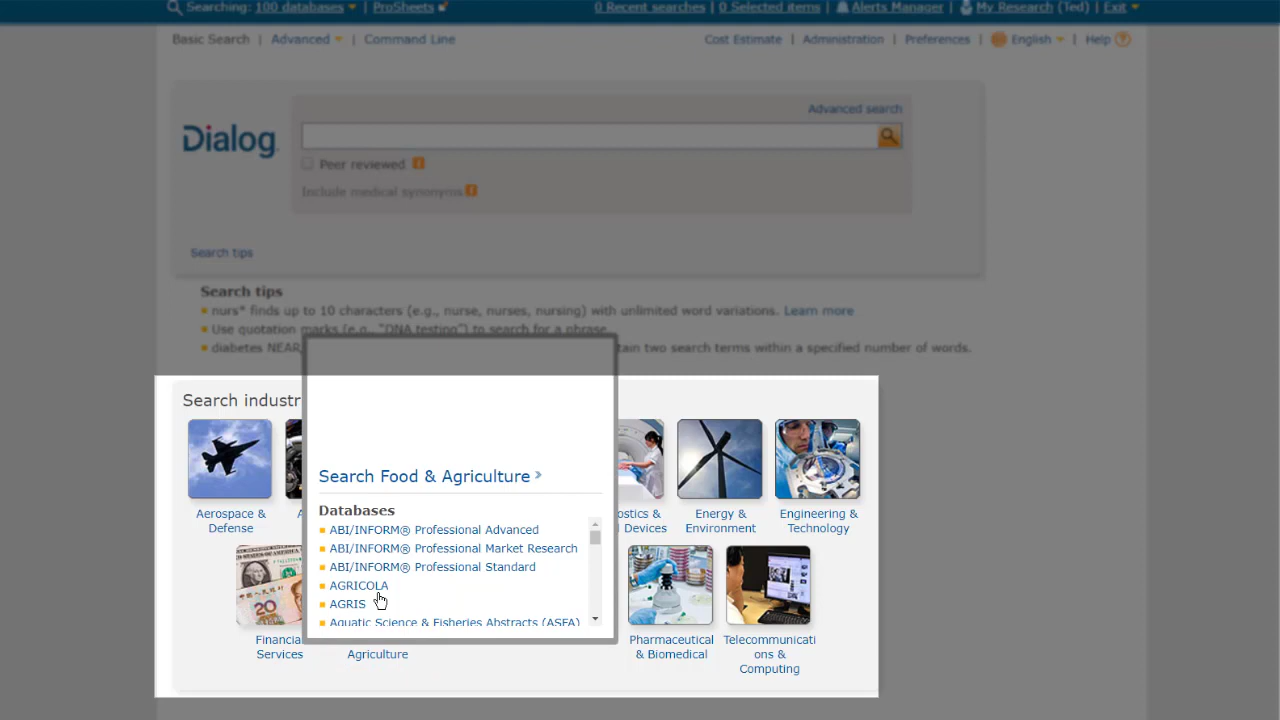 Searching: 100 databases | ProSheets
0 Recent searches | 0 Selected items | Alerts Manager | My Research (Ted) | Exit
Basic Search | Advanced | Command Line
Cost Estimate | Administration | Preferences | English | Help ?
Advanced search
Dialog
Peer reviewed
Include medical synonyms
Search tips
Search tips
nurs* finds up to 10 characters (e.g., nurse, nurses, nursing) with unlimited word variations. Learn more
Use quotation marks (e.g., "DNA testing") to search for a phrase.
diabetes NEAR/ tain two search terms within a specified number of words.
Search industr
Search Food & Agriculture »
Databases
ABI/INFORM® Professional Advanced
ABI/INFORM® Professional Market Research
ABI/INFORM® Professional Standard
AGRICOLA
AGRIS
Aquatic Science & Fisheries Abstracts (ASFA)
Aerospace &
Defense
Devices
Energy &
Environment
Engineering &
Technology
Financial
Services
Agriculture
Pharmaceutical
& Biomedical
Telecommunicati
ons &
Computing
20